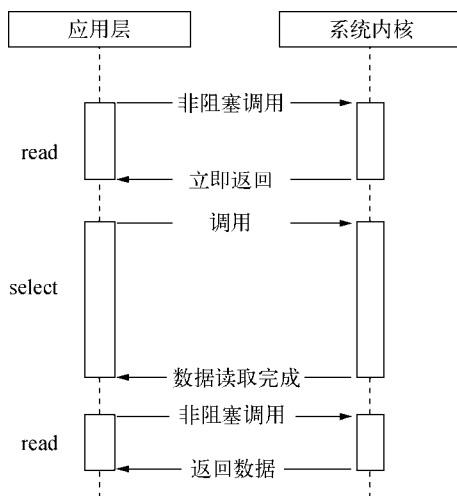 应用层
系统内核
非阻塞调用
read
立即返回
调用
select
数据读取完成
非阻塞调用
read
返回数据